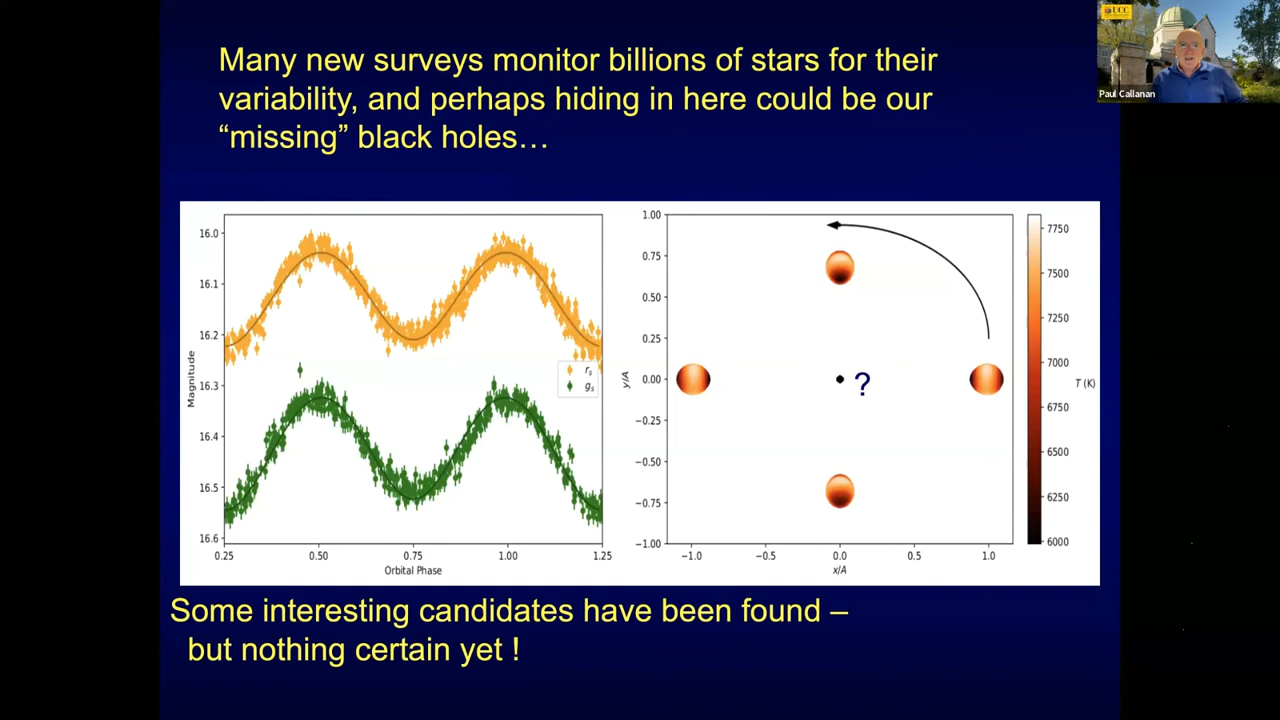 Many new surveys monitor billions of stars for their
variability, and perhaps hiding in here could be our
“missing” black holes…
UCC
Paul Callanan
16.0
16.1
16.2
16.3
16.4
16.5
16.6
Magnitude
rs
gs
0.25
0.50
0.75
1.00
1.25
Orbital Phase
1.00
0.75
0.50
0.25
0.00
−0.25
−0.50
−0.75
−1.00
y/A
?
−1.0
−0.5
0.0
0.5
1.0
x/A
7750
7500
7250
7000
6750
6500
6250
6000
T (K)
Some interesting candidates have been found –
but nothing certain yet !